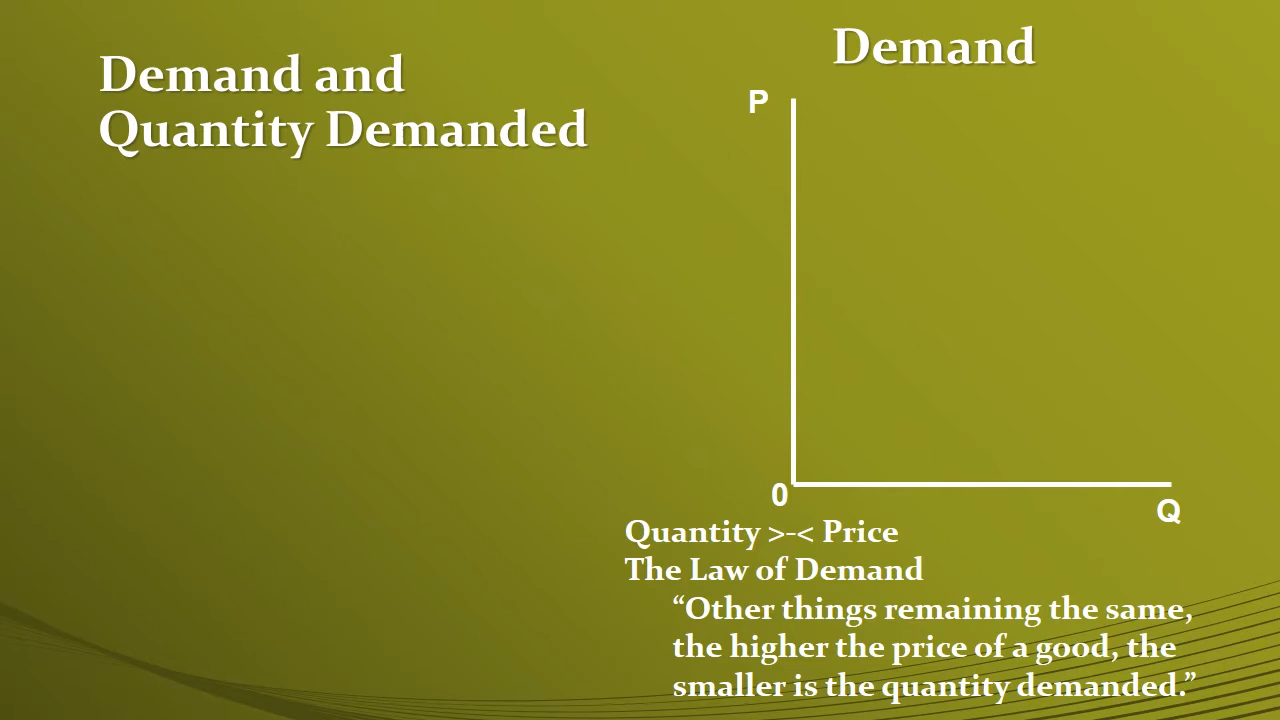 Demand and
Quantity Demanded
Demand
P
0
Q
Quantity >-< Price
The Law of Demand
“Other things remaining the same,
the higher the price of a good, the
smaller is the quantity demanded.”